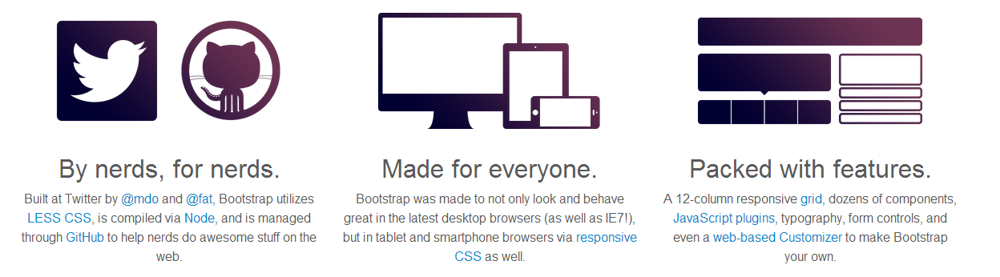 By nerds, for nerds.
Built at Twitter by @mdo and @fat, Bootstrap utilizes
LESS CSS, is compiled via Node, and is managed
through GitHub to help nerds do awesome stuff on the
web.
Made for everyone.
Bootstrap was made to not only look and behave
great in the latest desktop browsers (as well as IE7!),
but in tablet and smartphone browsers via responsive
CSS as well.
Packed with features.
A 12-column responsive grid, dozens of components,
JavaScript plugins, typography, form controls, and
even a web-based Customizer to make Bootstrap
your own.